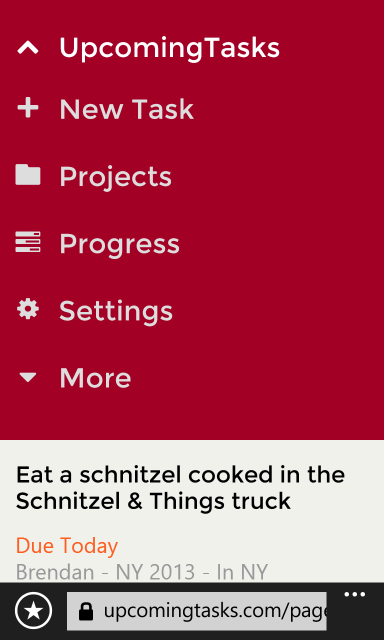 UpcomingTasks
New Task
Projects
Progress
Settings
More
Eat a schnitzel cooked in the
Schnitzel & Things truck
Due Today
Brendan - NY 2013 - In NY
upcomingtasks.com/page